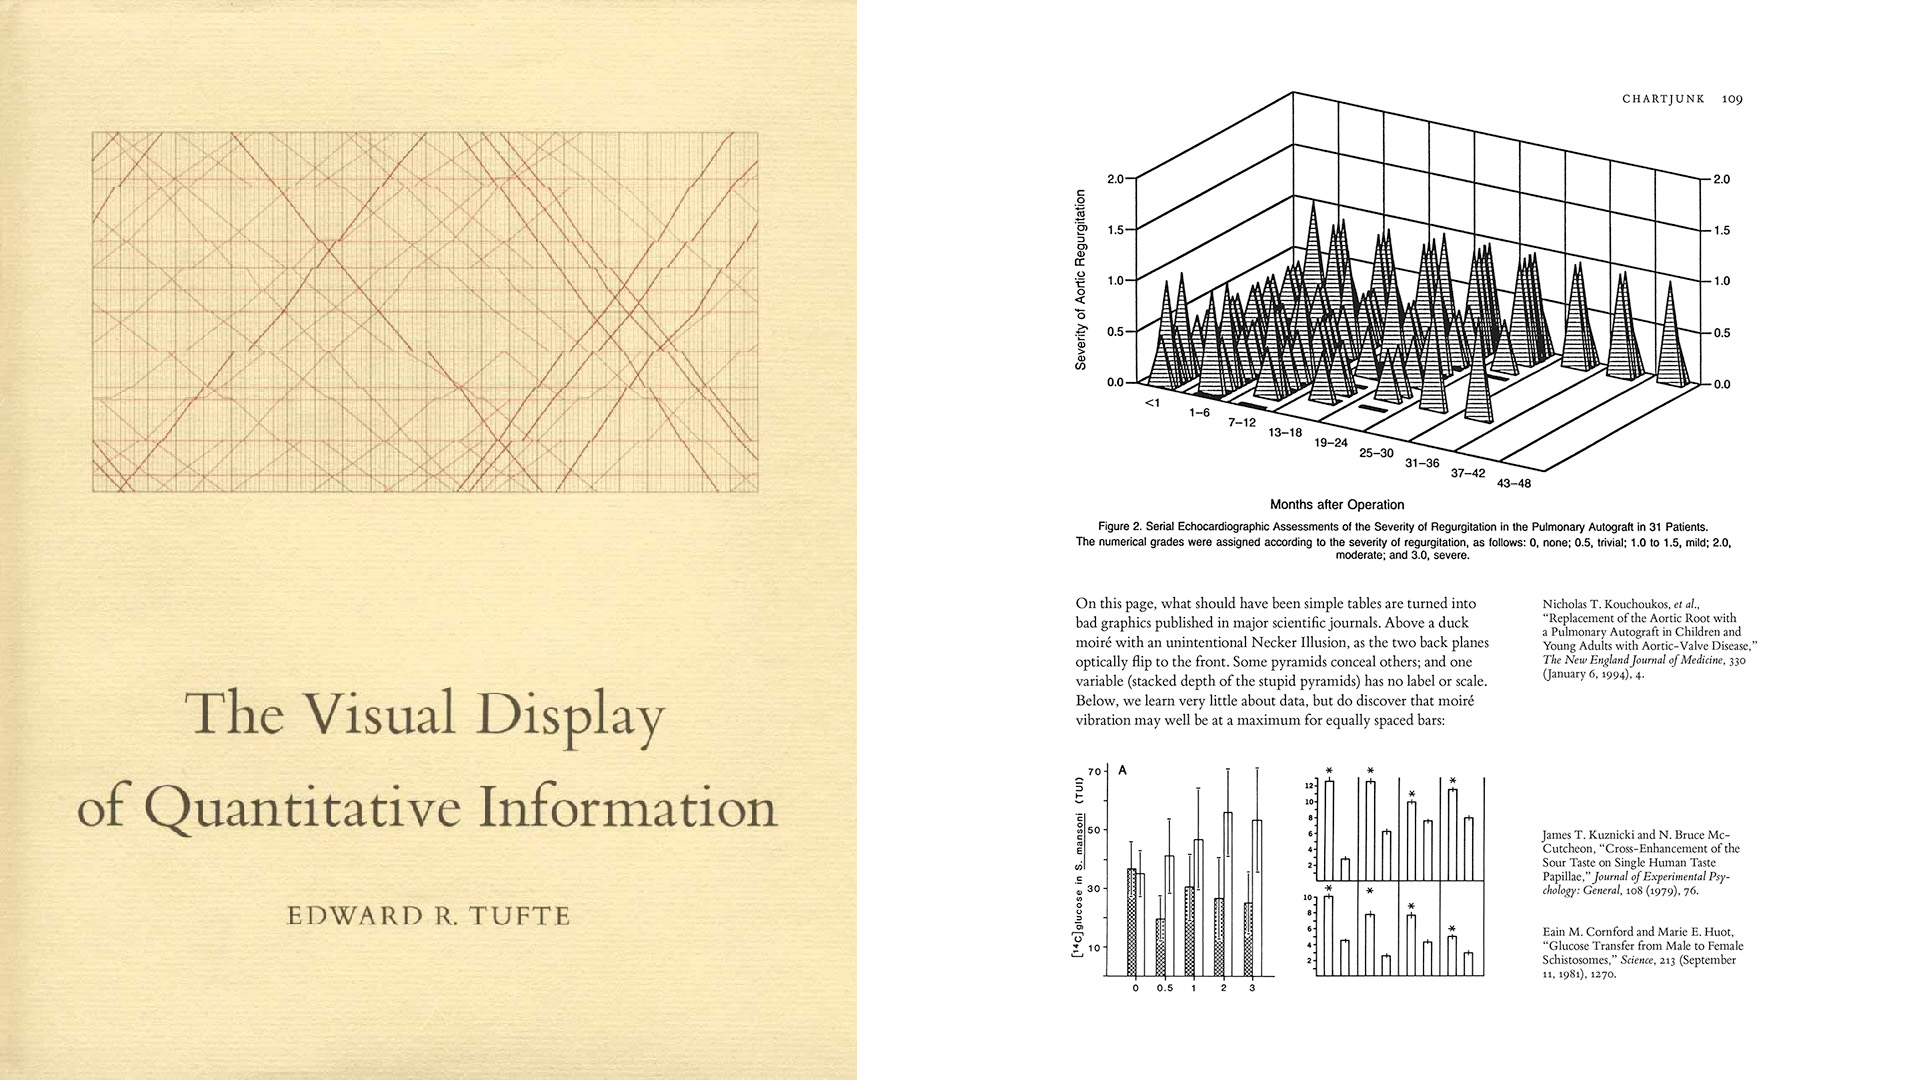 The Visual Display
of Quantitative Information
EDWARD R. TUFTE
CHARTJUNK 109
Severity of Aortic Regurgitation
2.0
1.5
1.0
0.5
0.0
2.0
1.5
1.0
0.5
0.0
<1
1–6
7–12
13–18
19–24
25–30
31–36
37–42
43–48
Months after Operation
Figure 2. Serial Echocardiographic Assessments of the Severity of Regurgitation in the Pulmonary Autograft in 31 Patients.
The numerical grades were assigned according to the severity of regurgitation, as follows: 0, none; 0.5, trivial; 1.0 to 1.5, mild; 2.0,
moderate; and 3.0, severe.
On this page, what should have been simple tables are turned into
bad graphics published in major scientific journals. Above a duck
moiré with an unintentional Necker Illusion, as the two back planes
optically flip to the front. Some pyramids conceal others; and one
variable (stacked depth of the stupid pyramids) has no label or scale.
Below, we learn very little about data, but do discover that moiré
vibration may well be at a maximum for equally spaced bars:
Nicholas T. Kouchoukos, et al.,
“Replacement of the Aortic Root with
a Pulmonary Autograft in Children and
Young Adults with Aortic-Valve Disease,”
The New England Journal of Medicine, 330
(January 6, 1994), 4.
[14C]glucose in S. mansoni (TUI)
A
70
50
30
10
0 0.5 1 2 3
12
10
8
6
4
2
* * * *
10
8
6
4
2
* * * *
James T. Kuznicki and N. Bruce Mc-
Cutcheon, “Cross-Enhancement of the
Sour Taste on Single Human Taste
Papillae,” Journal of Experimental Psy-
chology: General, 108 (1979), 76.
Eain M. Cornford and Marie E. Huot,
“Glucose Transfer from Male to Female
Schistosomes,” Science, 213 (September
11, 1981), 1270.